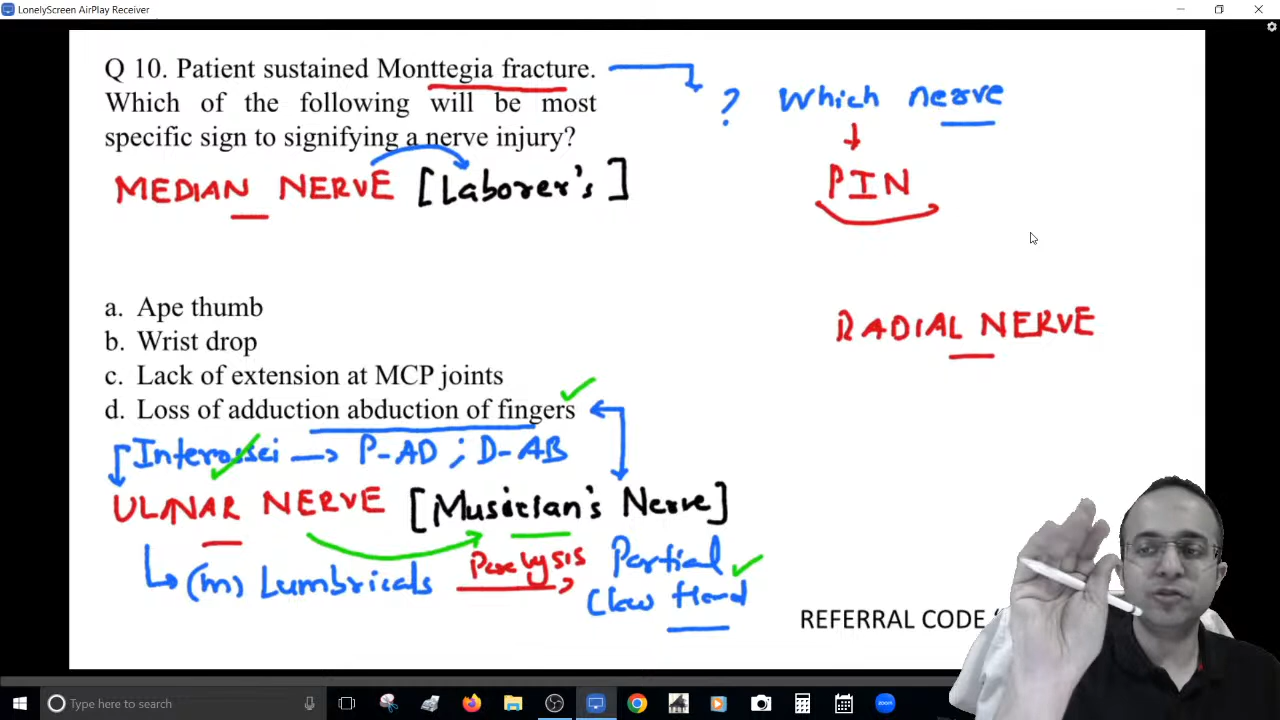 LonelyScreen AirPlay Receiver
Q 10. Patient sustained Monttegia fracture.
Which of the following will be most
specific sign to signifying a nerve injury?
? Which nerve
PIN
MEDIAN NERVE [Laborer's]
RADIAL NERVE
a. Ape thumb
b. Wrist drop
c. Lack of extension at MCP joints
d. Loss of adduction abduction of fingers
Interossei → P-AD ; D-AB
ULNAR NERVE [Musician's Nerve]
(m) Lumbricals Paralysis Partial
Claw Hand
REFERRAL CODE
Type here to search
zoom